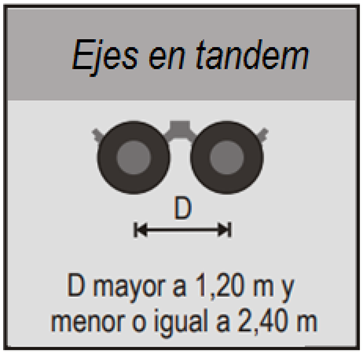 Ejes en tandem
D
D mayor a 1,20 m y
menor o igual a 2,40 m